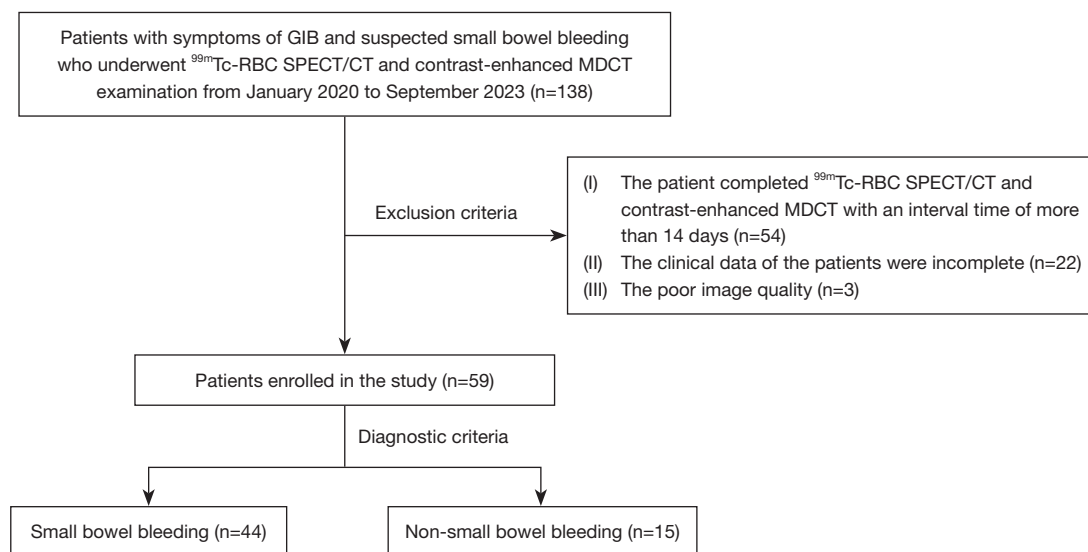 Patients with symptoms of GIB and suspected small bowel bleeding
who underwent ⁹⁹ᵐTc-RBC SPECT/CT and contrast-enhanced MDCT
examination from January 2020 to September 2023 (n=138)
Exclusion criteria
(I) The patient completed ⁹⁹ᵐTc-RBC SPECT/CT and
contrast-enhanced MDCT with an interval time of more
than 14 days (n=54)
(II) The clinical data of the patients were incomplete (n=22)
(III) The poor image quality (n=3)
Patients enrolled in the study (n=59)
Diagnostic criteria
Small bowel bleeding (n=44)
Non-small bowel bleeding (n=15)